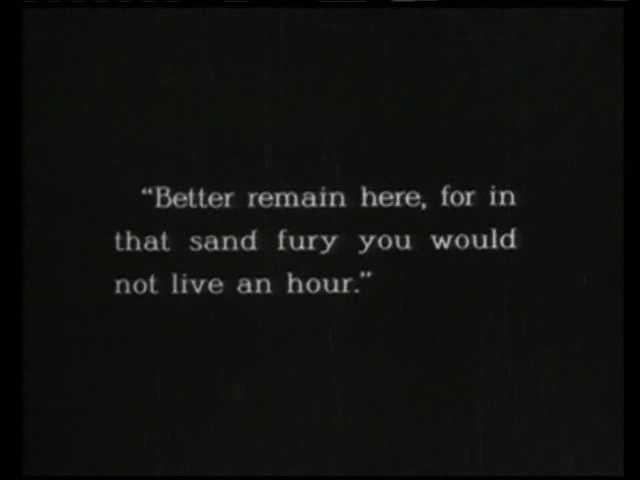 “Better remain here, for in
that sand fury you would
not live an hour.”